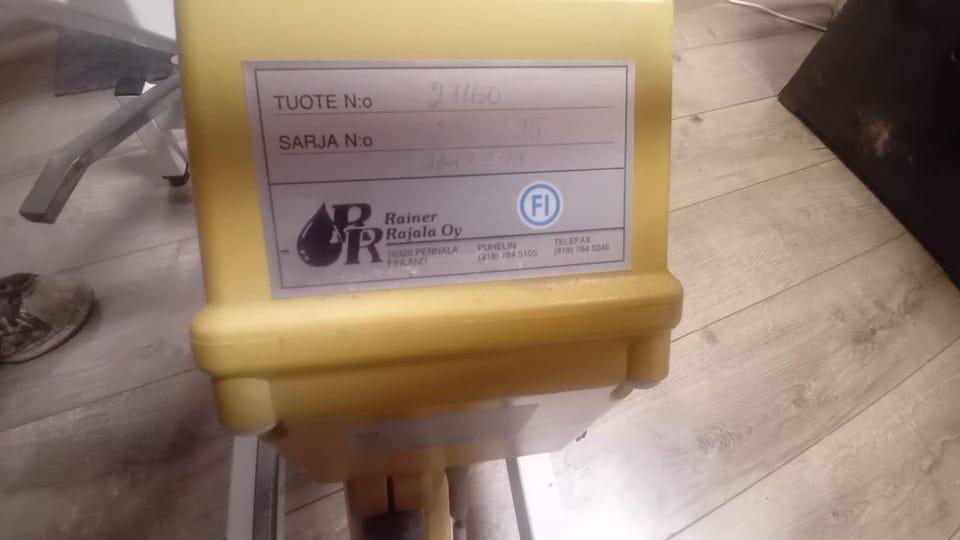 TUOTE N:o 21160
SARJA N:o
RR Rainer
Rajala Oy
FI
16320 PENNALA
FINLAND
PUHELIN
(918) 784 5105
TELEFAX
(918) 784 5345